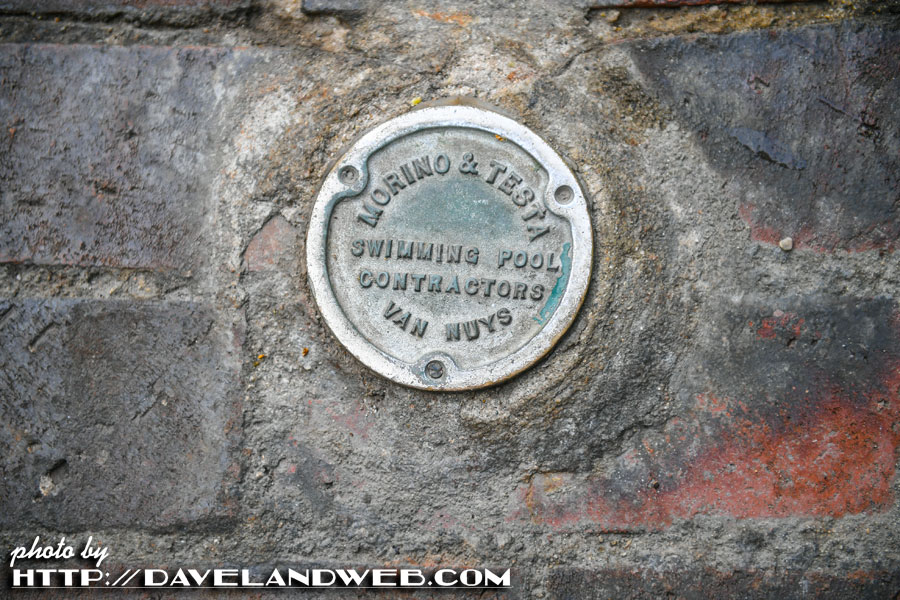 MORINO & TESTA
SWIMMING POOL
CONTRACTORS
VAN NUYS
photo by
HTTP://DAVELANDWEB.COM